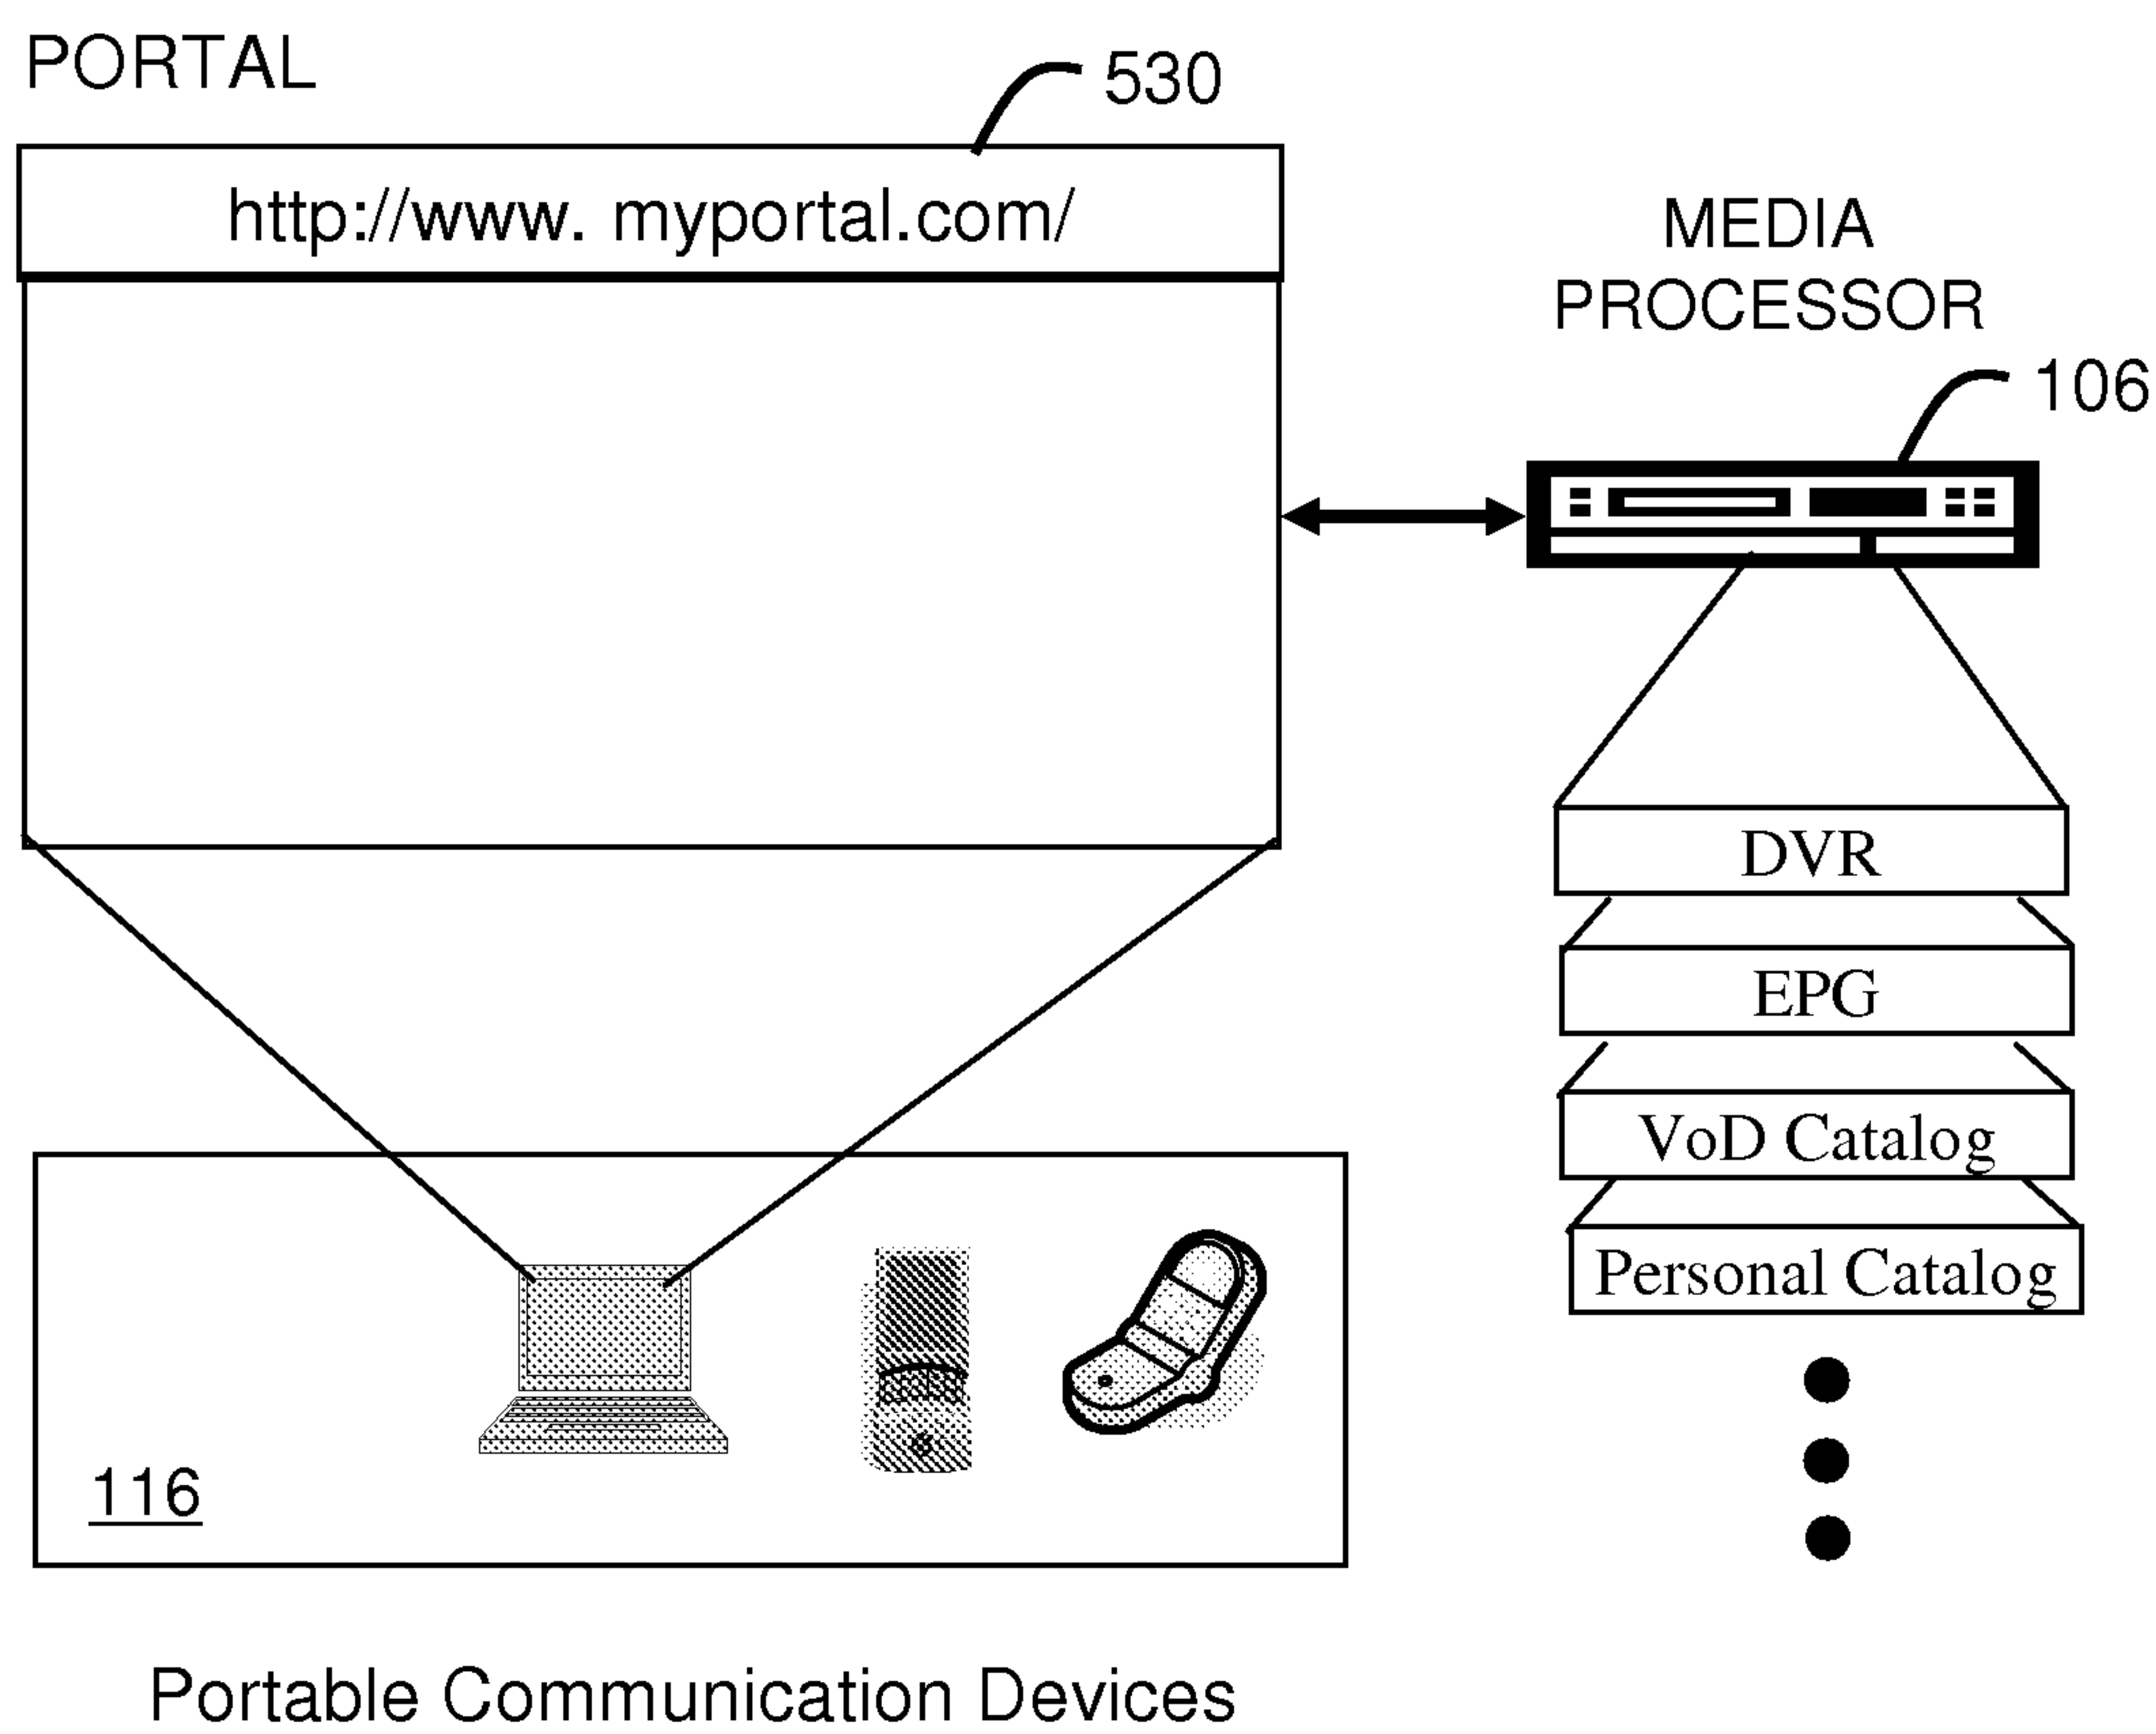 PORTAL
530
http://www. myportal.com/
MEDIA
PROCESSOR
106
DVR
EPG
VoD Catalog
Personal Catalog
116
Portable Communication Devices